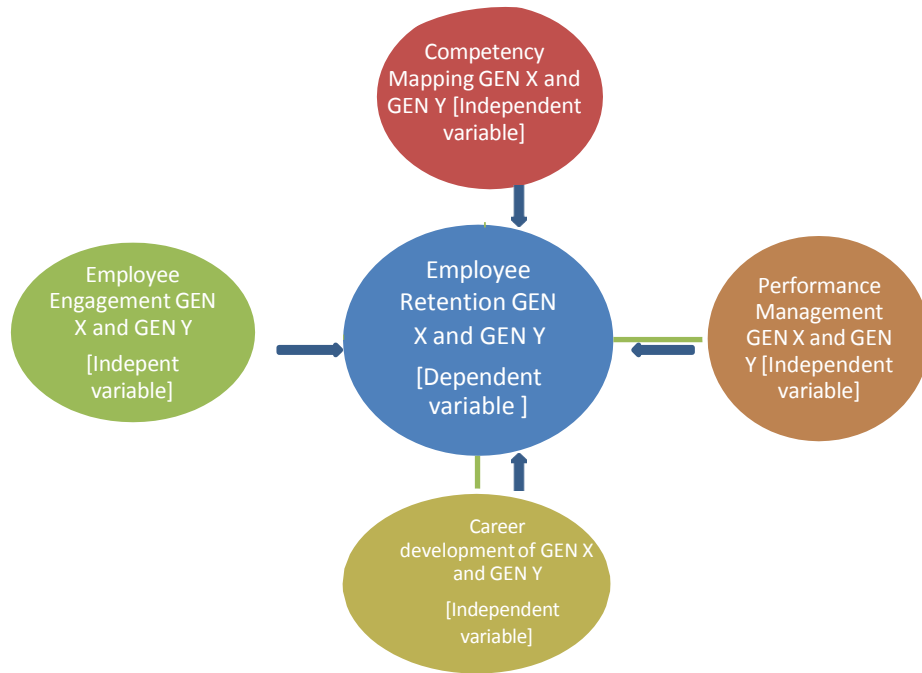 Competency
Mapping GEN X and
GEN Y [Independent
variable]
Employee
Engagement GEN
X and GEN Y
[Indepent
variable]
Employee
Retention GEN
X and GEN Y
[Dependent
variable ]
Performance
Management
GEN X and GEN
Y [Independent
variable]
Career
development of GEN X
and GEN Y
[Independent
variable]